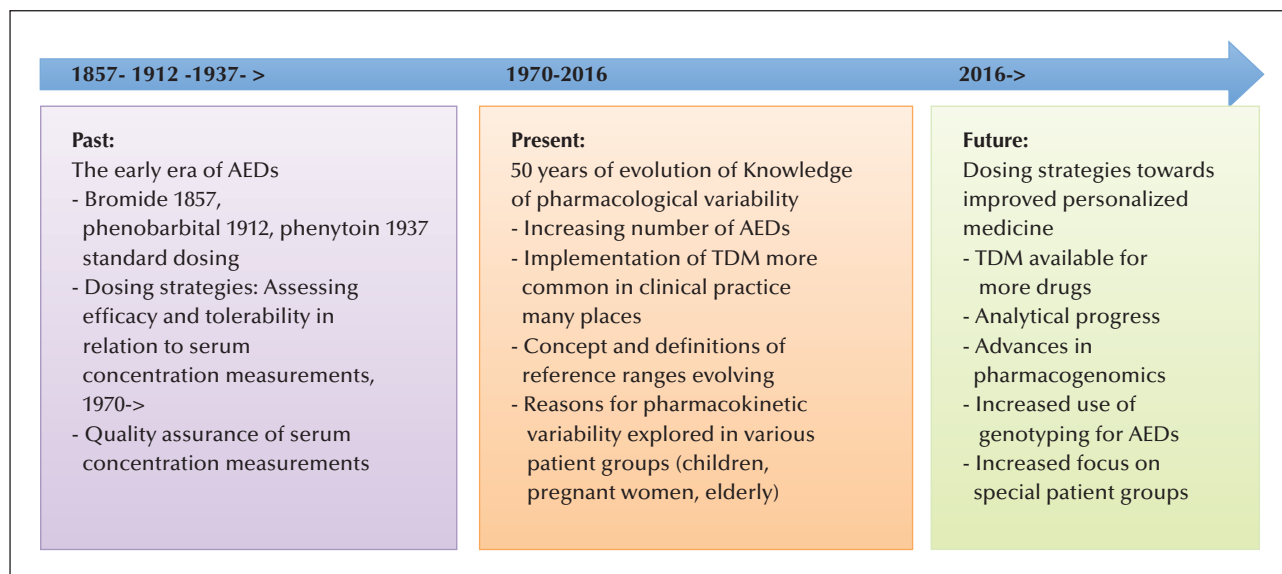 1857- 1912 -1937- >
1970-2016
2016->
Past:
The early era of AEDs
- Bromide 1857,
phenobarbital 1912, phenytoin 1937
standard dosing
- Dosing strategies: Assessing
efficacy and tolerability in
relation to serum
concentration measurements,
1970->
- Quality assurance of serum
concentration measurements
Present:
50 years of evolution of Knowledge
of pharmacological variability
- Increasing number of AEDs
- Implementation of TDM more
common in clinical practice
many places
- Concept and definitions of
reference ranges evolving
- Reasons for pharmacokinetic
variability explored in various
patient groups (children,
pregnant women, elderly)
Future:
Dosing strategies towards
improved personalized
medicine
- TDM available for
more drugs
- Analytical progress
- Advances in
pharmacogenomics
- Increased use of
genotyping for AEDs
- Increased focus on
special patient groups